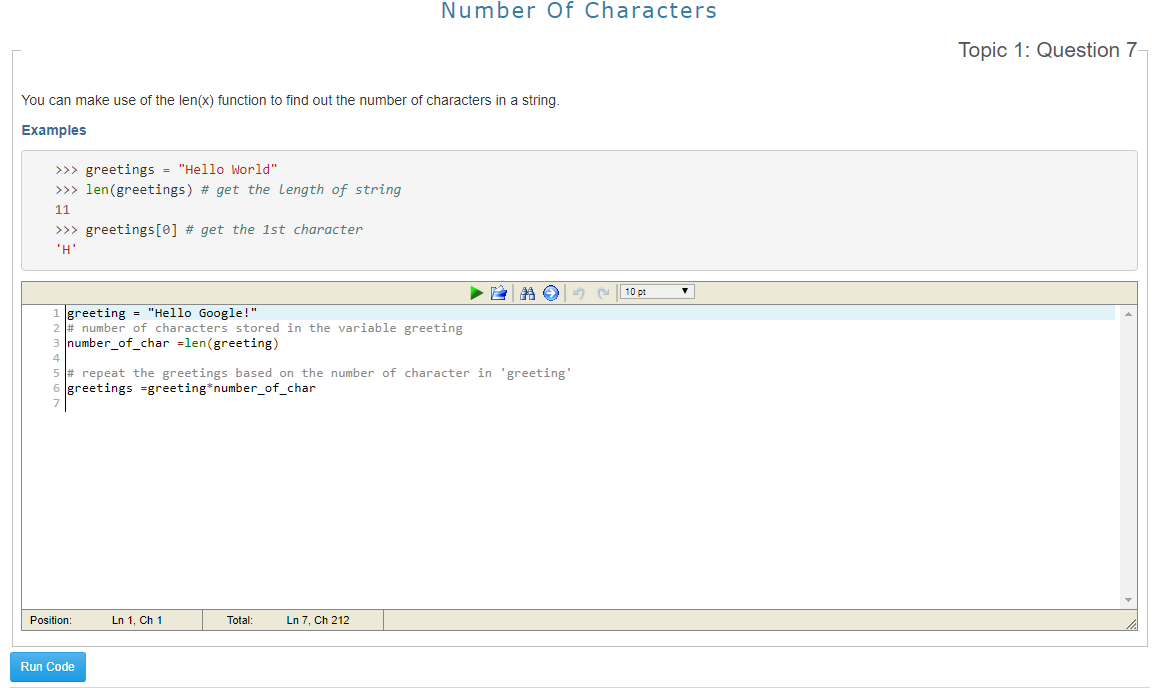 Number Of Characters
Topic 1: Question 7
You can make use of the len(x) function to find out the number of characters in a string.
Examples
>>> greetings = "Hello World"
>>> len(greetings) # get the length of string
11
>>> greetings[0] # get the 1st character
'H'
10 pt
1 greeting = "Hello Google!"
2 # number of characters stored in the variable greeting
3 number_of_char =len(greeting)
4
5 # repeat the greetings based on the number of character in 'greeting'
6 greetings =greeting*number_of_char
7
Position: Ln 1, Ch 1 Total: Ln 7, Ch 212
Run Code